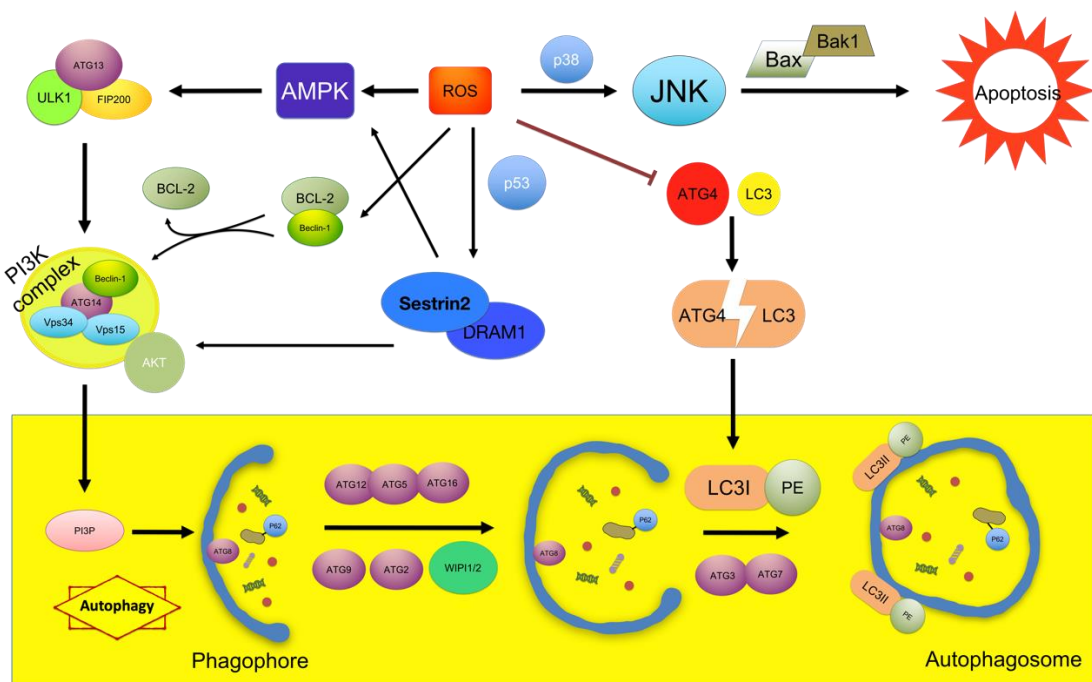 ATG13
ULK1
FIP200
AMPK
ROS
p38
JNK
Bax
Bak1
Apoptosis
BCL-2
BCL-2
Beclin-1
p53
ATG4
LC3
PI3K
complex
Beclin-1
ATG14
Vps34
Vps15
AKT
Sestrin2
DRAM1
ATG4
LC3
PI3P
Autophagy
P62
ATG8
Phagophore
ATG12
ATG5
ATG16
ATG9
ATG2
WIPI1/2
P62
ATG8
LC3I
PE
ATG3
ATG7
LC3II
PE
ATG8
P62
LC3II
PE
Autophagosome